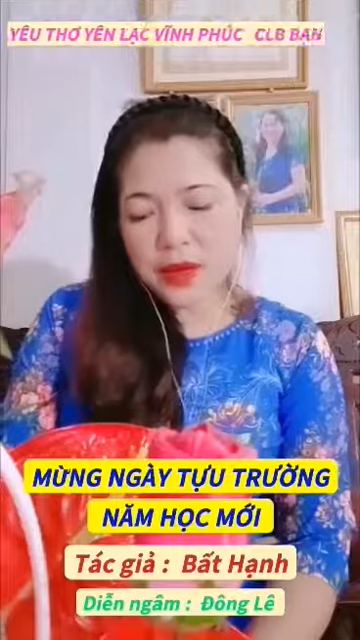 YÊU THƠ YÊN LẠC VĨNH PHÚC CLB BẠN
MỪNG NGÀY TỰU TRƯỜNG
NĂM HỌC MỚI
Tác giả : Bất Hạnh
Diễn ngâm : Đông Lê